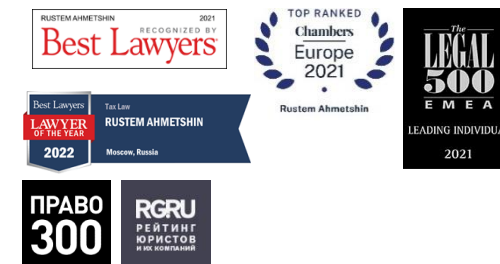 RUSTEM AHMETSHIN 2021
RECOGNIZED BY
Best Lawyers
TOP RANKED
Chambers
Europe
2021
Rustem Ahmetshin
The
LEGAL
500
EMEA
LEADING INDIVIDUA
2021
Best Lawyers
LAWYER
OF THE YEAR
2022
Tax Law
RUSTEM AHMETSHIN
Moscow, Russia
ПРАВО
300
RGRU
РЕЙТИНГ
ЮРИСТОВ
И ИХ КОМПАНИЙ